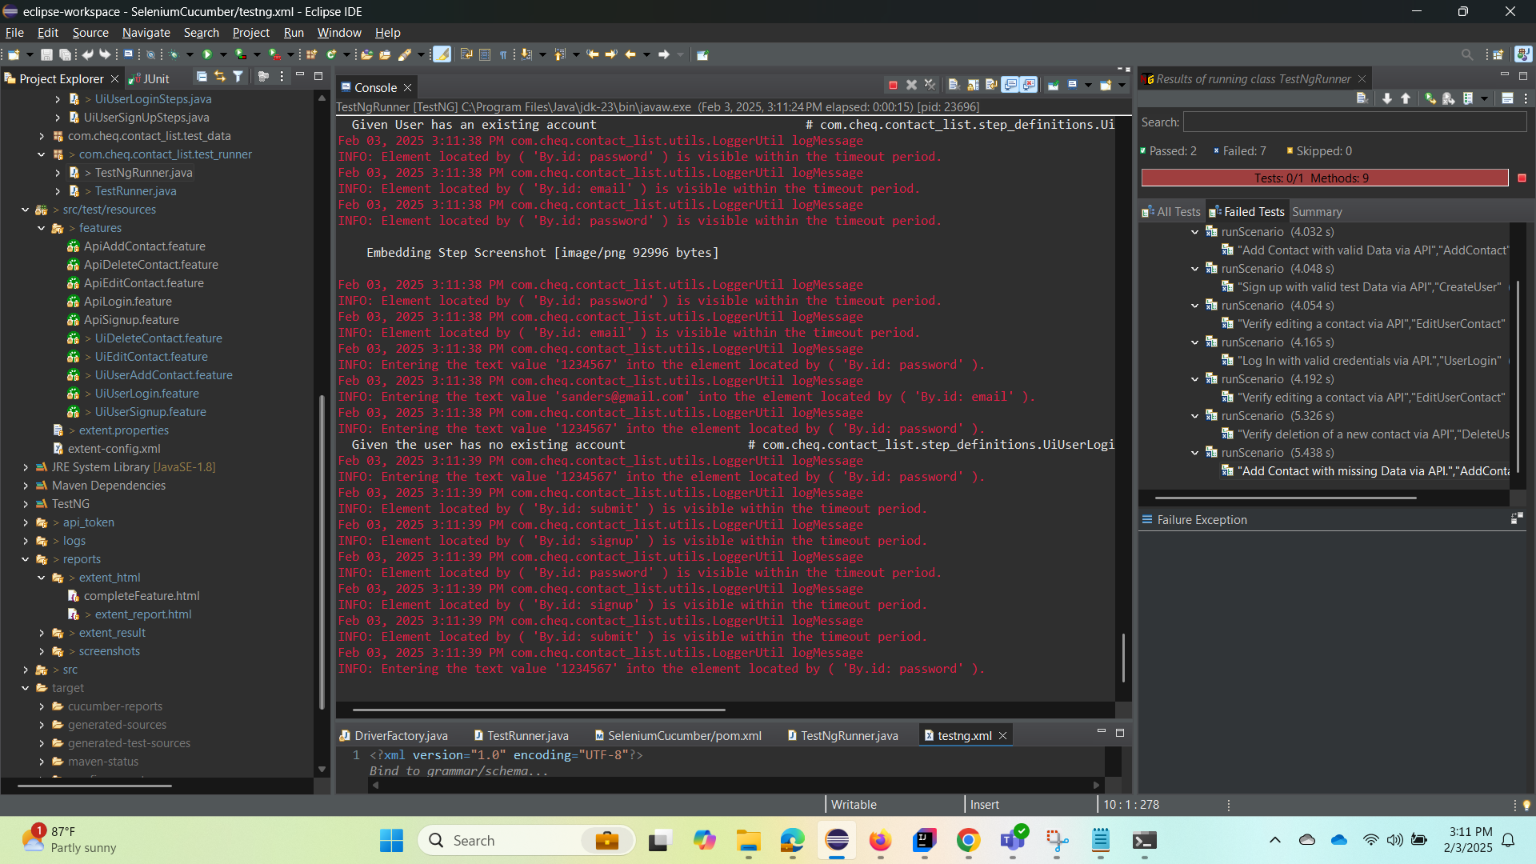 eclipse-workspace - SeleniumCucumber/testng.xml - Eclipse IDE
File Edit Source Navigate Search Project Run Window Help
Project Explorer
JUnit
UiUserLoginSteps.java
UiUserSignUpSteps.java
com.cheq.contact_list.test_data
com.cheq.contact_list.test_runner
TestNgRunner.java
TestRunner.java
src/test/resources
features
ApiAddContact.feature
ApiDeleteContact.feature
ApiEditContact.feature
ApiLogin.feature
ApiSignup.feature
UiDeleteContact.feature
UiEditContact.feature
UiUserAddContact.feature
UiUserLogin.feature
UiUserSignup.feature
extent.properties
extent-config.xml
JRE System Library [JavaSE-1.8]
Maven Dependencies
TestNG
api_token
logs
reports
extent_html
completeFeature.html
extent_report.html
extent_result
screenshots
src
target
cucumber-reports
generated-sources
generated-test-sources
maven-status
Console
TestNgRunner [TestNG] C:\Program Files\Java\jdk-23\bin\javaw.exe (Feb 3, 2025, 3:11:24 PM elapsed: 0:00:15) [pid: 23696]
Given User has an existing account # com.cheq.contact_list.step_definitions.Ui
Feb 03, 2025 3:11:38 PM com.cheq.contact_list.utils.LoggerUtil logMessage
INFO: Element located by ( 'By.id: password' ) is visible within the timeout period.
Feb 03, 2025 3:11:38 PM com.cheq.contact_list.utils.LoggerUtil logMessage
INFO: Element located by ( 'By.id: email' ) is visible within the timeout period.
Feb 03, 2025 3:11:38 PM com.cheq.contact_list.utils.LoggerUtil logMessage
INFO: Element located by ( 'By.id: password' ) is visible within the timeout period.
Embedding Step Screenshot [image/png 92996 bytes]
Feb 03, 2025 3:11:38 PM com.cheq.contact_list.utils.LoggerUtil logMessage
INFO: Element located by ( 'By.id: password' ) is visible within the timeout period.
Feb 03, 2025 3:11:38 PM com.cheq.contact_list.utils.LoggerUtil logMessage
INFO: Element located by ( 'By.id: email' ) is visible within the timeout period.
Feb 03, 2025 3:11:38 PM com.cheq.contact_list.utils.LoggerUtil logMessage
INFO: Entering the text value '1234567' into the element located by ( 'By.id: password' ).
Feb 03, 2025 3:11:38 PM com.cheq.contact_list.utils.LoggerUtil logMessage
INFO: Entering the text value 'sanders@gmail.com' into the element located by ( 'By.id: email' ).
Feb 03, 2025 3:11:38 PM com.cheq.contact_list.utils.LoggerUtil logMessage
INFO: Entering the text value '1234567' into the element located by ( 'By.id: password' ).
Given the user has no existing account # com.cheq.contact_list.step_definitions.UiUserLogi
Feb 03, 2025 3:11:39 PM com.cheq.contact_list.utils.LoggerUtil logMessage
INFO: Entering the text value '1234567' into the element located by ( 'By.id: password' ).
Feb 03, 2025 3:11:39 PM com.cheq.contact_list.utils.LoggerUtil logMessage
INFO: Element located by ( 'By.id: submit' ) is visible within the timeout period.
Feb 03, 2025 3:11:39 PM com.cheq.contact_list.utils.LoggerUtil logMessage
INFO: Element located by ( 'By.id: signup' ) is visible within the timeout period.
Feb 03, 2025 3:11:39 PM com.cheq.contact_list.utils.LoggerUtil logMessage
INFO: Element located by ( 'By.id: password' ) is visible within the timeout period.
Feb 03, 2025 3:11:39 PM com.cheq.contact_list.utils.LoggerUtil logMessage
INFO: Element located by ( 'By.id: signup' ) is visible within the timeout period.
Feb 03, 2025 3:11:39 PM com.cheq.contact_list.utils.LoggerUtil logMessage
INFO: Element located by ( 'By.id: submit' ) is visible within the timeout period.
Feb 03, 2025 3:11:39 PM com.cheq.contact_list.utils.LoggerUtil logMessage
INFO: Entering the text value '1234567' into the element located by ( 'By.id: password' ).
DriverFactory.java
TestRunner.java
SeleniumCucumber/pom.xml
TestNgRunner.java
testng.xml
1 <?xml version="1.0" encoding="UTF-8"?>
Bind to grammar/schema...
Results of running class TestNgRunner
Search:
Passed: 2 Failed: 7 Skipped: 0
Tests: 0/1 Methods: 9
All Tests Failed Tests Summary
runScenario (4.032 s)
"Add Contact with valid Data via API","AddContact"
runScenario (4.048 s)
"Sign up with valid test Data via API","CreateUser"
runScenario (4.054 s)
"Verify editing a contact via API","EditUserContact"
runScenario (4.165 s)
"Log In with valid credentials via API.","UserLogin"
runScenario (4.192 s)
"Verify editing a contact via API","EditUserContact"
runScenario (5.326 s)
"Verify deletion of a new contact via API","DeleteUs
runScenario (5.438 s)
"Add Contact with missing Data via API.","AddConta
Failure Exception
Writable Insert 10 : 1 : 278
1
87°F
Partly sunny
Search
3:11 PM
2/3/2025